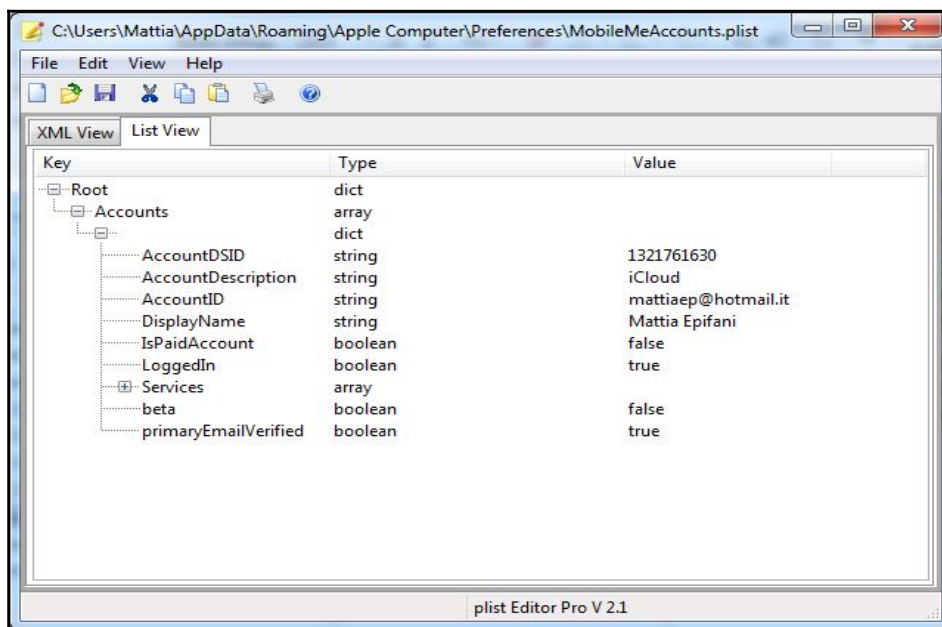 C:\Users\Mattia\AppData\Roaming\Apple Computer\Preferences\MobileMeAccounts.plist
File Edit View Help
XML View List View
Key Type Value
Root dict
Accounts array
dict
AccountDSID string 1321761630
AccountDescription string iCloud
AccountID string mattiaep@hotmail.it
DisplayName string Mattia Epifani
IsPaidAccount boolean false
LoggedIn boolean true
Services array
beta boolean false
primaryEmailVerified boolean true
plist Editor Pro V 2.1